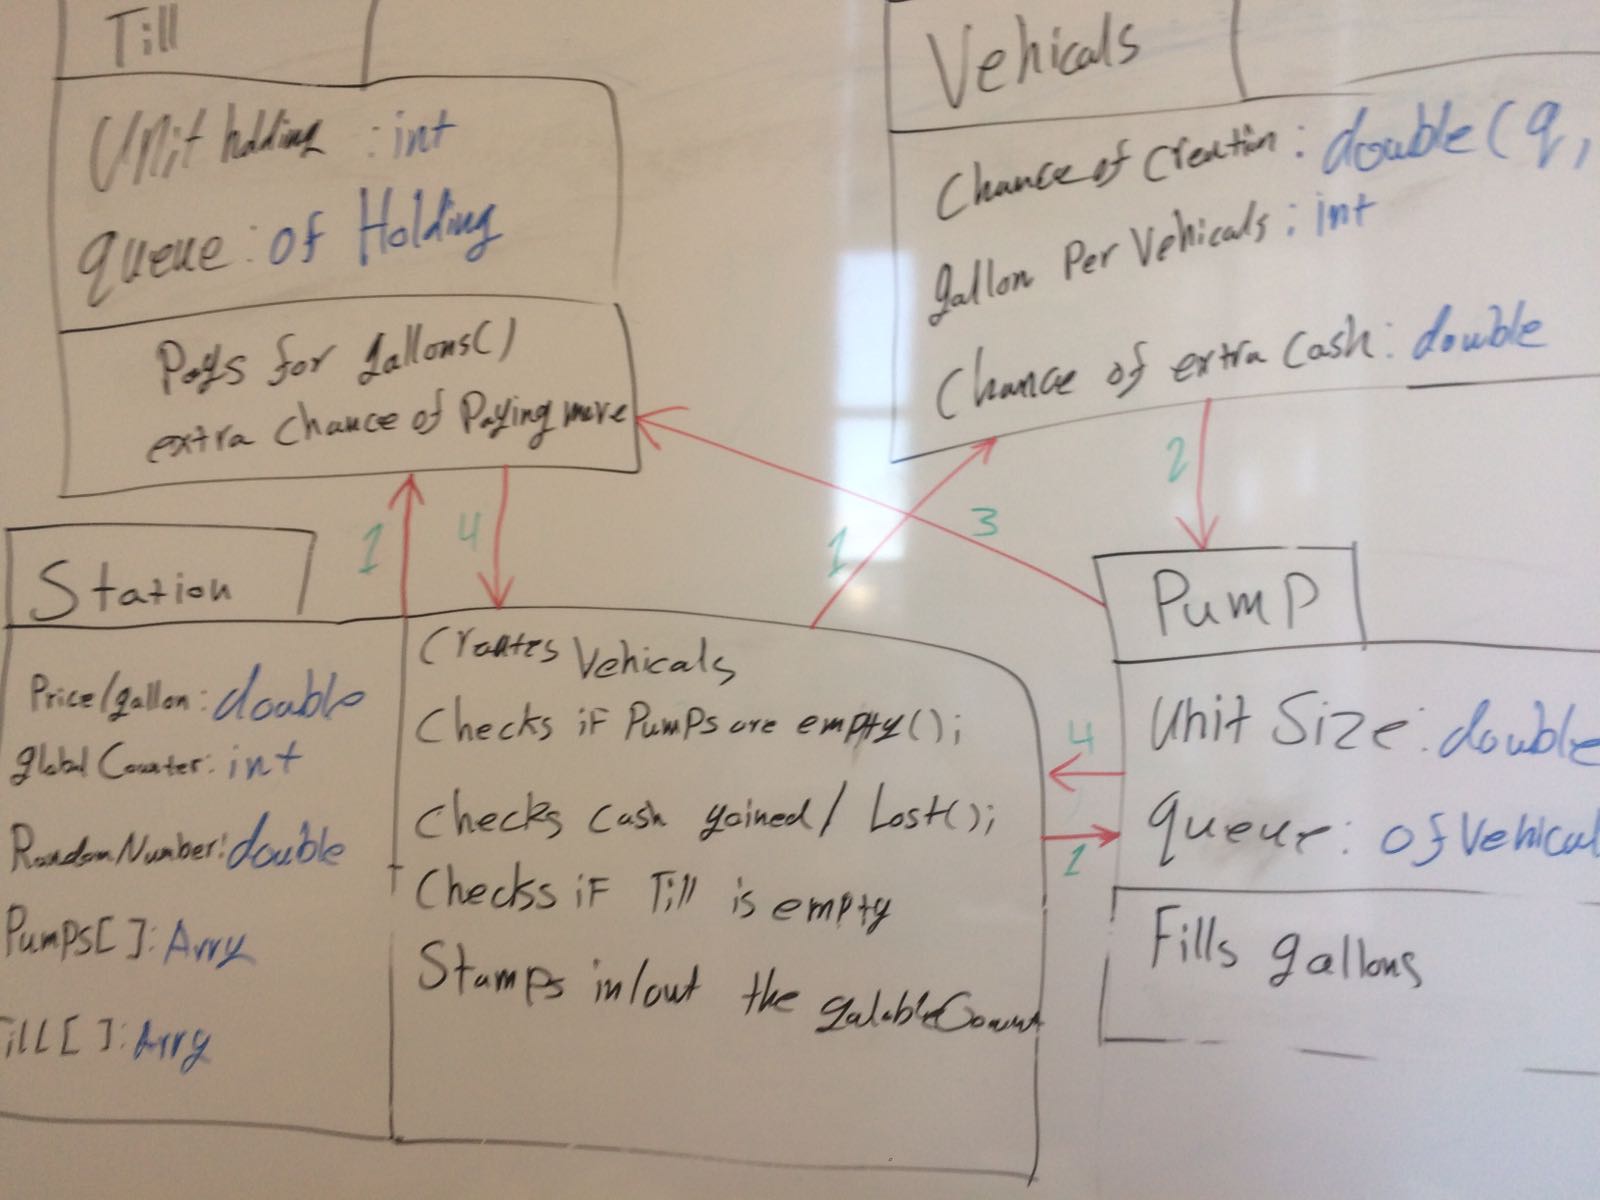 Till
Unit holding : int
queue : of Holding
Pays for gallons()
extra chance of Paying more
Vehicals
Chance of Creation : double (q,
gallon Per Vehicals : int
Chance of extra Cash : double
1
4
1
3
2
Station
Price/gallon : double
global Counter : int
Random Number : double
Pumps[ ] : Arry
Till[ ] : Arry
Creates Vehicals
Checks if Pumps are empty();
Checks Cash gained / Lost();
Checks if Till is empty
Stamps in/out the
4
1
Pump
Unit Size : double
queue : of Vehical
Fills gallons